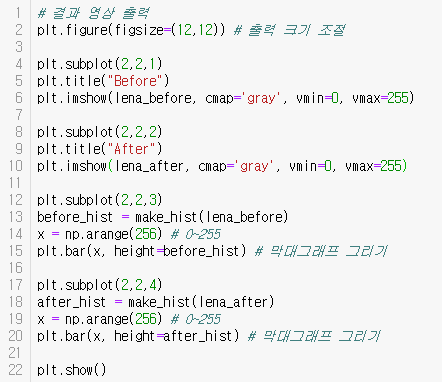 1 # 결과 영상 출력
2 plt.figure(figsize=(12,12)) # 출력 크기 조절
3
4 plt.subplot(2,2,1)
5 plt.title("Before")
6 plt.imshow(lena_before, cmap='gray', vmin=0, vmax=255)
7
8 plt.subplot(2,2,2)
9 plt.title("After")
10 plt.imshow(lena_after, cmap='gray', vmin=0, vmax=255)
11
12 plt.subplot(2,2,3)
13 before_hist = make_hist(lena_before)
14 x = np.arange(256) # 0~255
15 plt.bar(x, height=before_hist) # 막대그래프 그리기
16
17 plt.subplot(2,2,4)
18 after_hist = make_hist(lena_after)
19 x = np.arange(256) # 0~255
20 plt.bar(x, height=after_hist) # 막대그래프 그리기
21
22 plt.show()